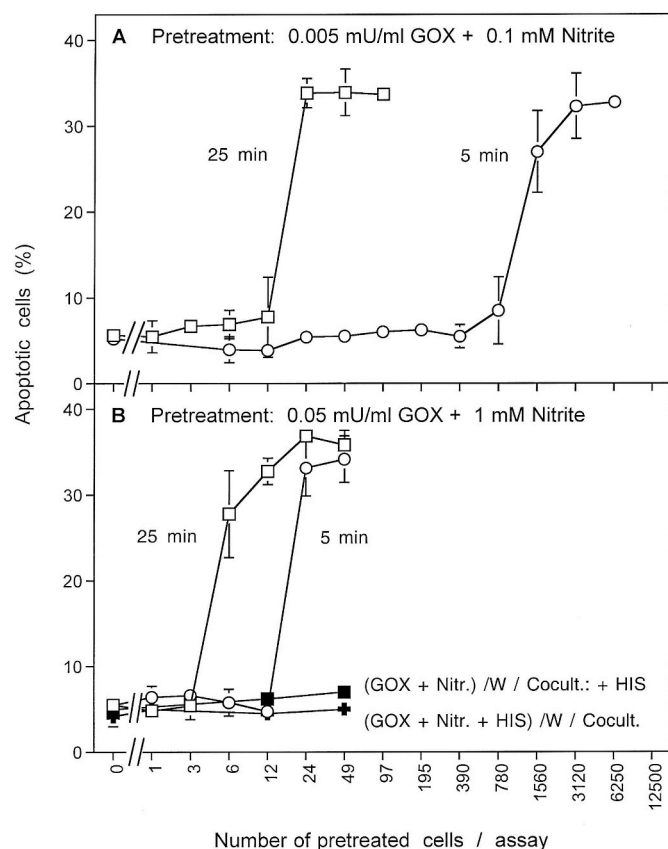 A Pretreatment: 0.005 mU/ml GOX + 0.1 mM Nitrite
40
30
20
10
0
25 min
5 min
Apoptotic cells (%)
B Pretreatment: 0.05 mU/ml GOX + 1 mM Nitrite
40
30
20
10
0
25 min
5 min
(GOX + Nitr.) /W / Cocult.: + HIS
(GOX + Nitr. + HIS) /W / Cocult.
0 1 3 6 12 24 49 97 195 390 780 1560 3120 6250 12500
Number of pretreated cells / assay